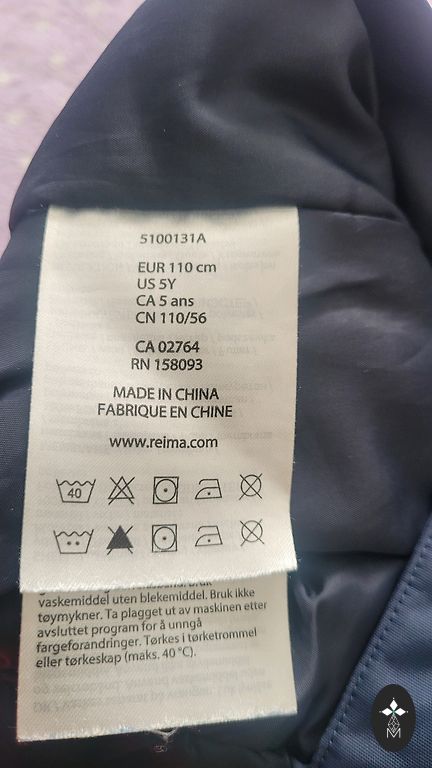 5100131A
EUR 110 cm
US 5Y
CA 5 ans
CN 110/56
CA 02764
RN 158093
MADE IN CHINA
FABRIQUE EN CHINE
www.reima.com
40
vaskemiddel uten blekemiddel. Bruk ikke
tøymykner. Ta plagget ut av maskinen etter
avsluttet program for å unngå
fargeforandringer. Tørkes i tørketrommel
eller tørkeskap (maks. 40 °C).
M